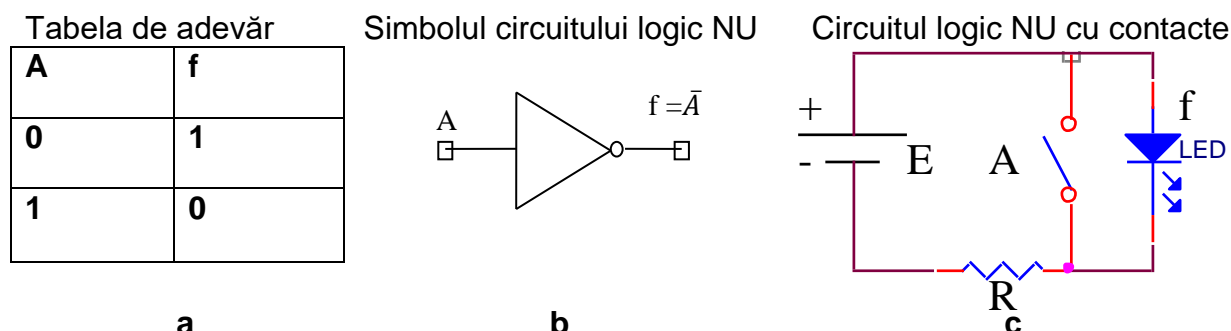 Tabela de adevăr
Simbolul circuitului logic NU
Circuitul logic NU cu contacte
A f
0 1
1 0
A
f =Ā
+
-
E
A
f
LED
R
a
b
c